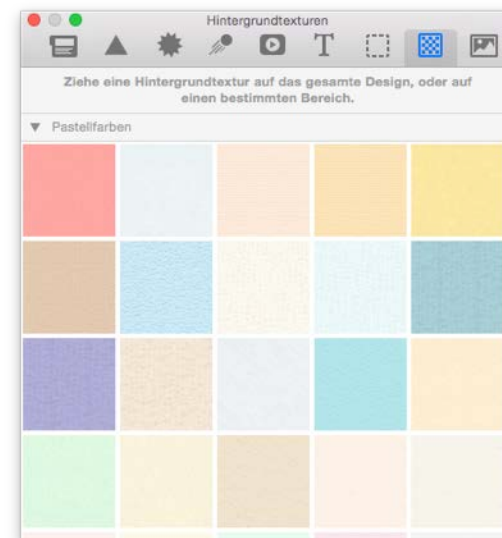 Hintergrundtexturen
T
Ziehe eine Hintergrundtextur auf das gesamte Design, oder auf
einen bestimmten Bereich.
Pastellfarben